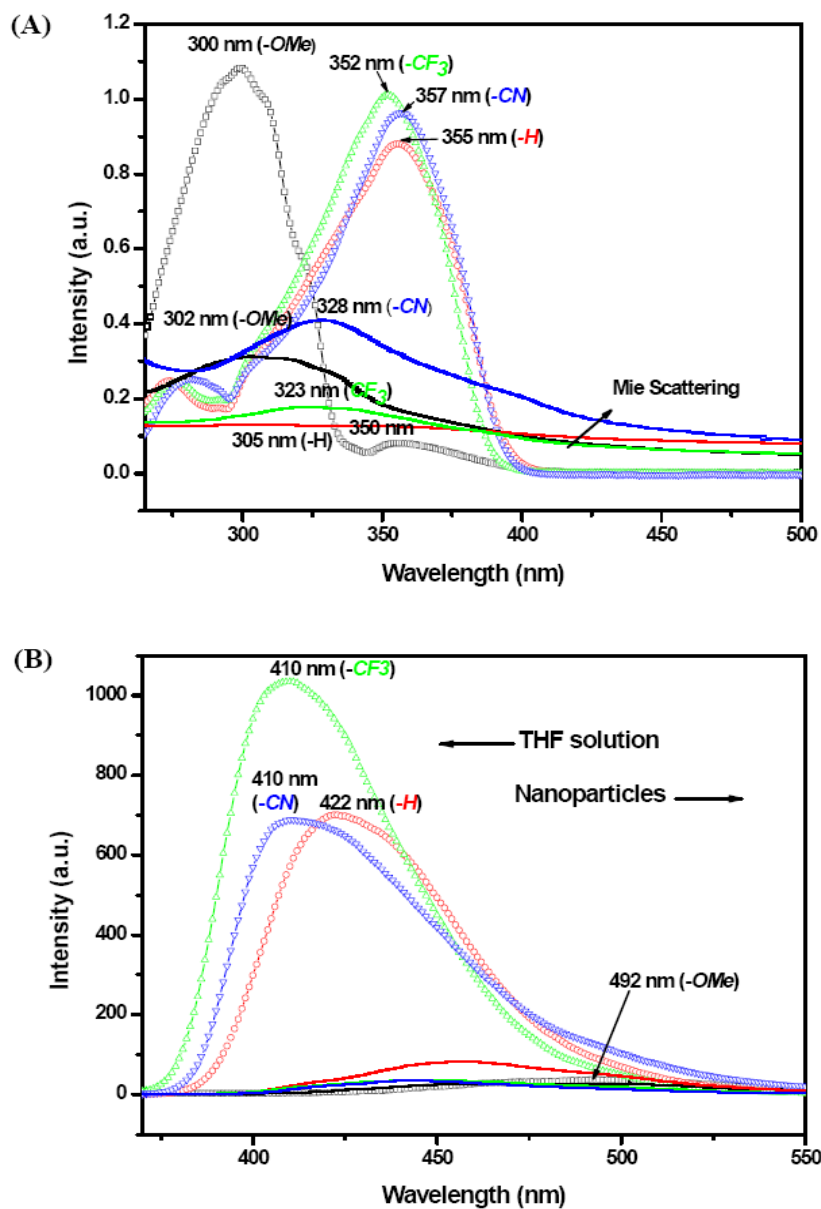 (A)
1.2
1.0
0.8
0.6
0.4
0.2
0.0
Intensity (a.u.)
300 nm (-OMe)
352 nm (-CF3)
357 nm (-CN)
355 nm (-H)
302 nm (-OMe)
328 nm (-CN)
323 nm (CF3)
305 nm (-H)
350 nm
Mie Scattering
300
350
400
450
500
Wavelength (nm)
(B)
1000
800
600
400
200
0
Intensity (a.u.)
410 nm (-CF3)
THF solution
410 nm
(-CN)
422 nm (-H)
Nanoparticles
492 nm (-OMe)
400
450
500
550
Wavelength (nm)